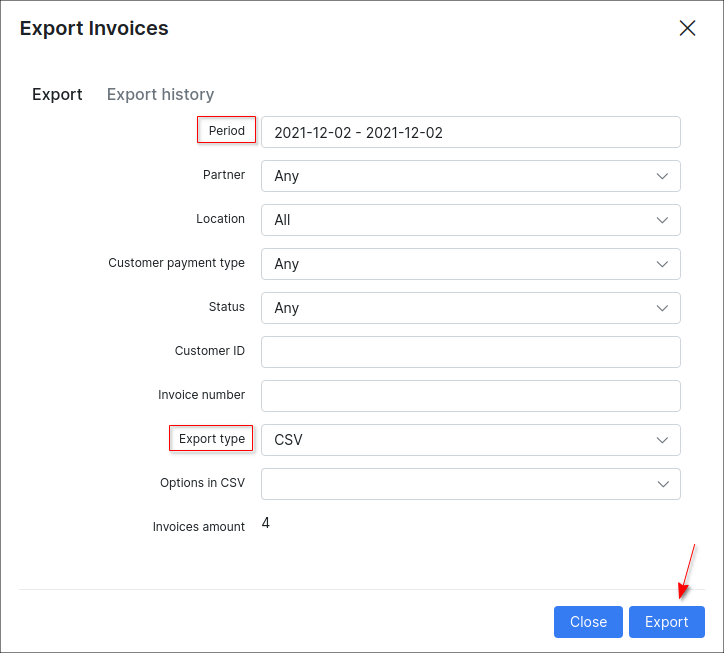 Export Invoices
Export Export history
Period 2021-12-02 - 2021-12-02
Partner Any
Location All
Customer payment type Any
Status Any
Customer ID
Invoice number
Export type CSV
Options in CSV
Invoices amount 4
Close Export